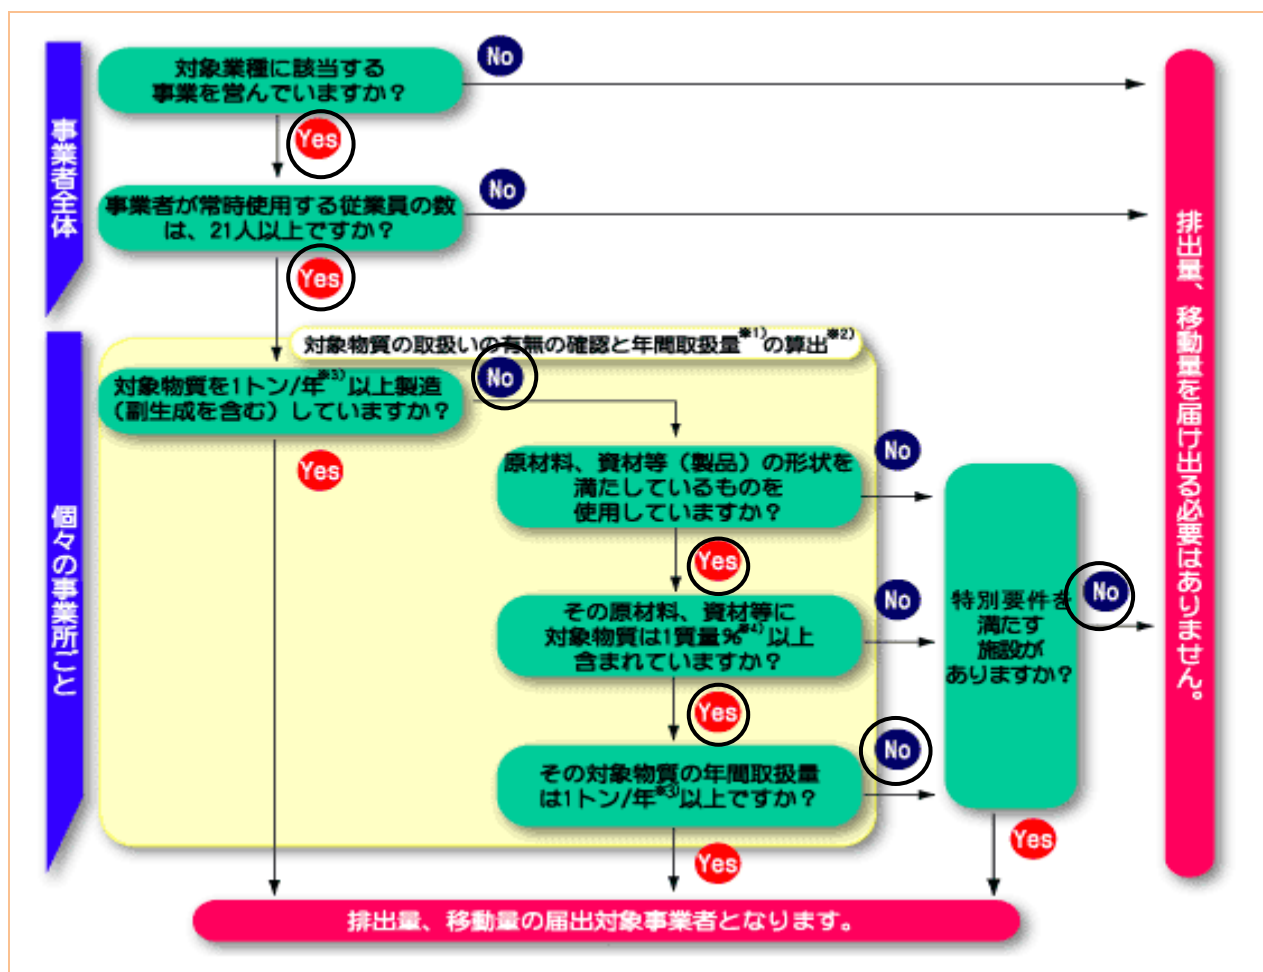 事業者全体
対象業種に該当する
事業を営んでいますか？
No
Yes
事業者が常時使用する従業員の数
は、21人以上ですか？
No
Yes
個々の事業所ごと
対象物質の取扱いの有無の確認と年間取扱量※1)の算出※2)
対象物質を1トン/年※3)以上製造
（副生成を含む）していますか？
No
Yes
原材料、資材等（製品）の形状を
満たしているものを
使用していますか？
No
Yes
その原材料、資材等に
対象物質は1質量%※4)以上
含まれていますか？
No
Yes
その対象物質の年間取扱量
は1トン/年※3)以上ですか？
No
Yes
特別要件を
満たす
施設が
ありますか？
No
Yes
排出量、移動量を届け出る必要はありません。
排出量、移動量の届出対象事業者となります。